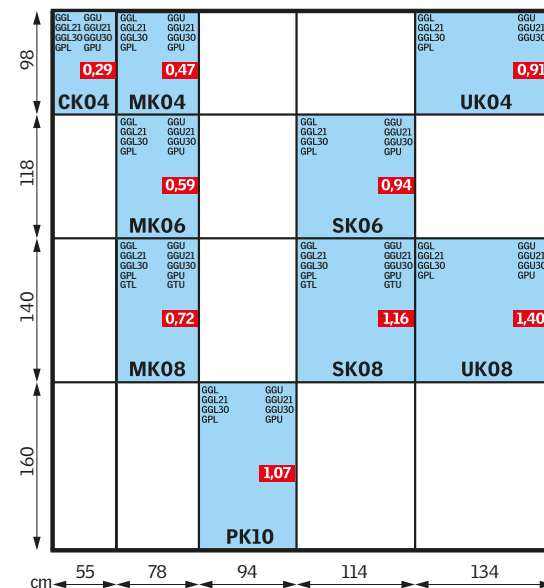 98
GGL GGU
GGL21 GGU21
GGL30 GGU30
GPL GPU
0,29
CK04
GGL GGU
GGL21 GGU21
GGL30 GGU30
GPL GPU
0,47
MK04
GGL GGU
GGL21 GGU21
GGL30 GGU30
GPL
0,91
UK04
118
GGL GGU
GGL21 GGU21
GGL30 GGU30
GPL GPU
0,59
MK06
GGL GGU
GGL21 GGU21
GGL30 GGU30
GPL GPU
0,94
SK06
140
GGL GGU
GGL21 GGU21
GGL30 GGU30
GPL GPU
GTL GTU
0,72
MK08
GGL GGU
GGL21 GGU21
GGL30 GGU30
GPL GPU
GTL GTU
1,16
SK08
GGL GGU
GGL21 GGU21
GGL30 GGU30
GPL GPU
1,40
UK08
160
GGL GGU
GGL21 GGU21
GGL30 GGU30
GPL GPU
1,07
PK10
cm 55 78 94 114 134